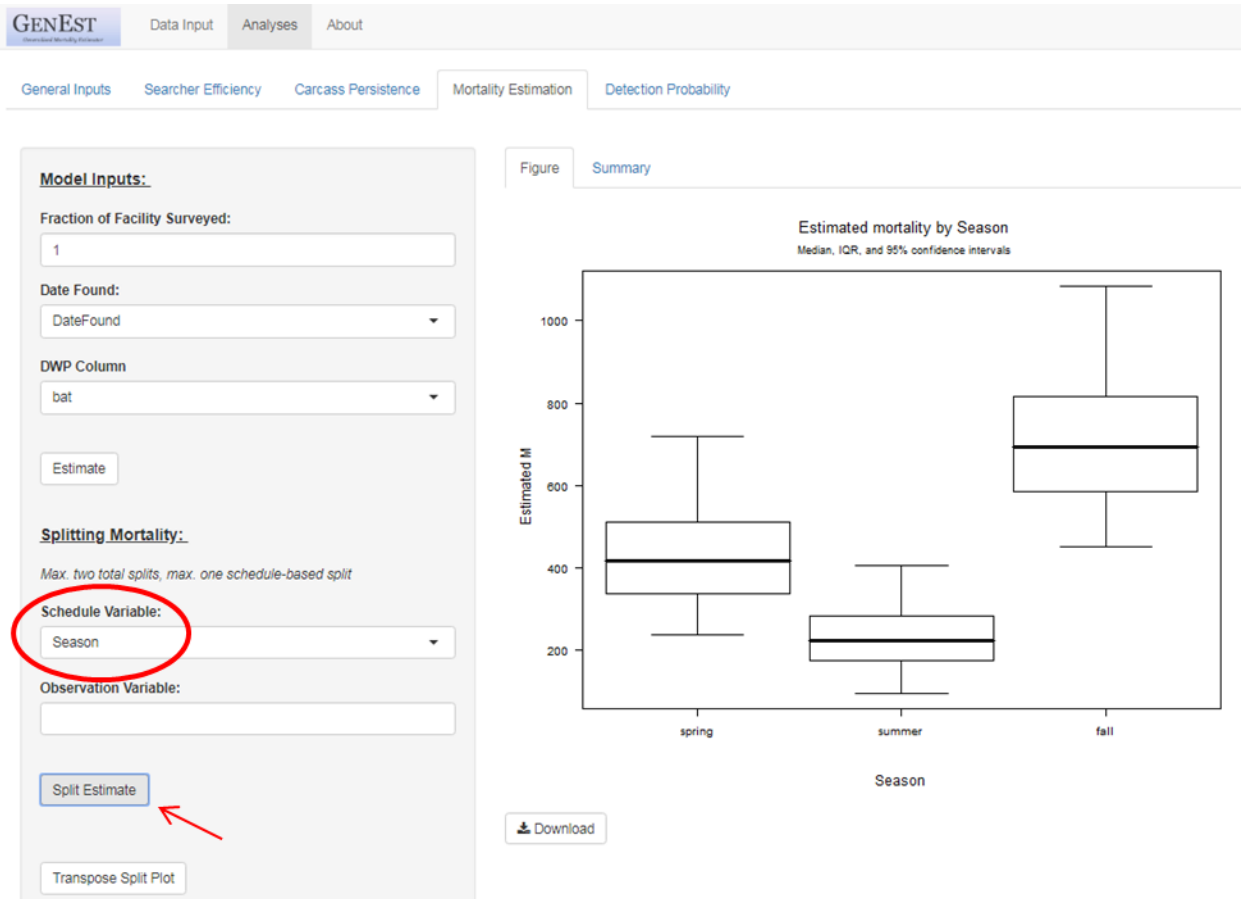 GENEST
Generalized Mortality Estimator
Data Input
Analyses
About
General Inputs
Searcher Efficiency
Carcass Persistence
Mortality Estimation
Detection Probability
Model Inputs:
Fraction of Facility Surveyed:
1
Date Found:
DateFound
DWP Column
bat
Estimate
Splitting Mortality:
Max. two total splits, max. one schedule-based split
Schedule Variable:
Season
Observation Variable:
Split Estimate
Transpose Split Plot
Figure
Summary
Estimated mortality by Season
Median, IQR, and 95% confidence intervals
Estimated M
1000
800
600
400
200
spring
summer
fall
Season
Download